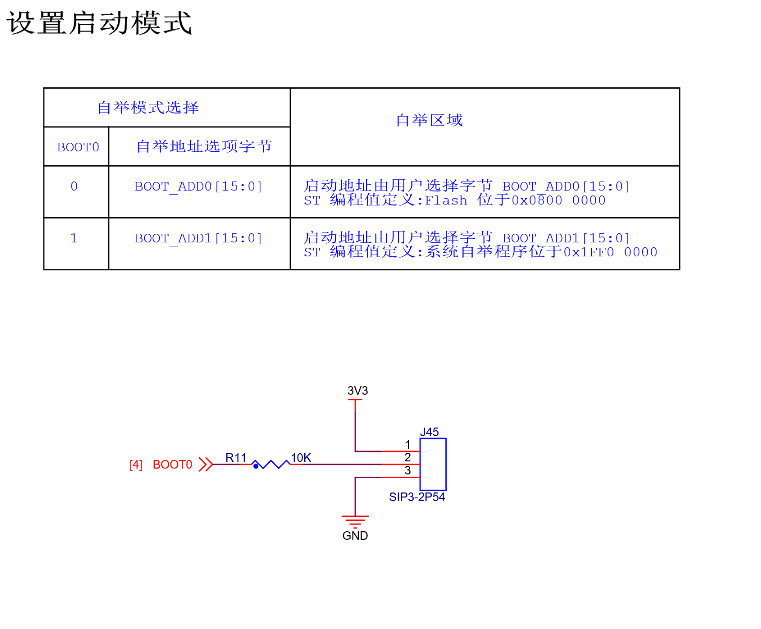 设置启动模式
自举模式选择
自举区域
BOOT0
自举地址选项字节
0
BOOT_ADD0[15:0]
启动地址由用户选择字节 BOOT_ADD0[15:0]
ST 编程值定义:Flash 位于0x0800 0000
1
BOOT_ADD1[15:0]
启动地址由用户选择字节 BOOT_ADD1[15:0]
ST 编程值定义:系统自举程序位于0x1FF0 0000
3V3
J45
1
[4] BOOT0
R11
10K
2
3
SIP3-2P54
GND